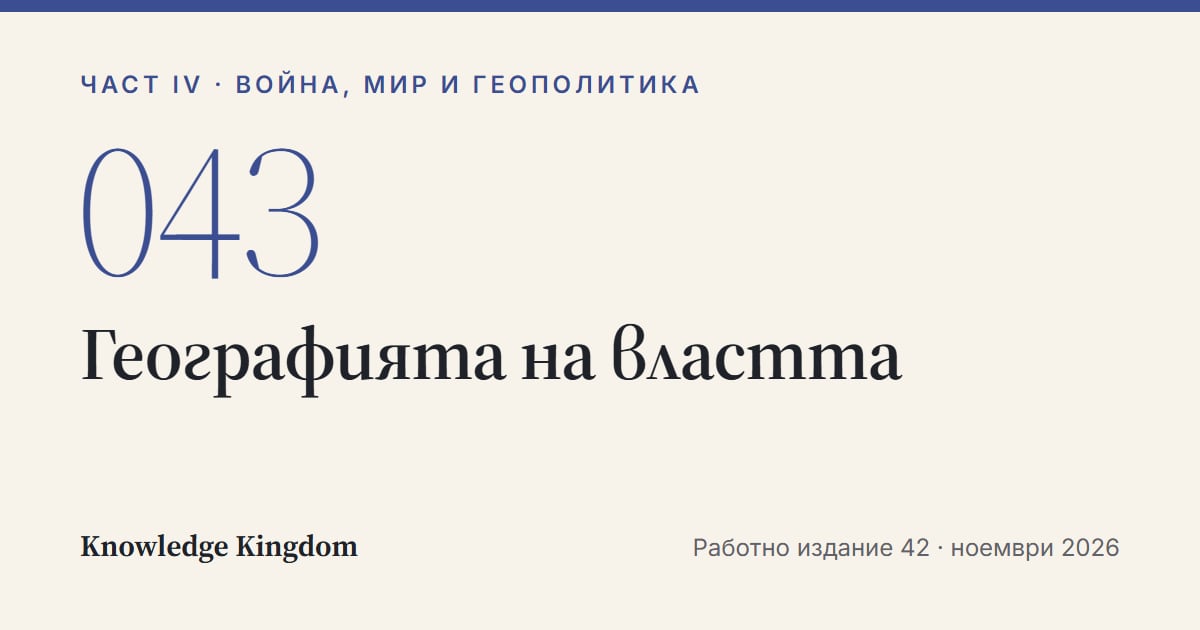 ЧАСТ IV · ВОЙНА, МИР И ГЕОПОЛИТИКА
043
Географията на властта
Knowledge Kingdom
Работно издание 42 · ноември 2026